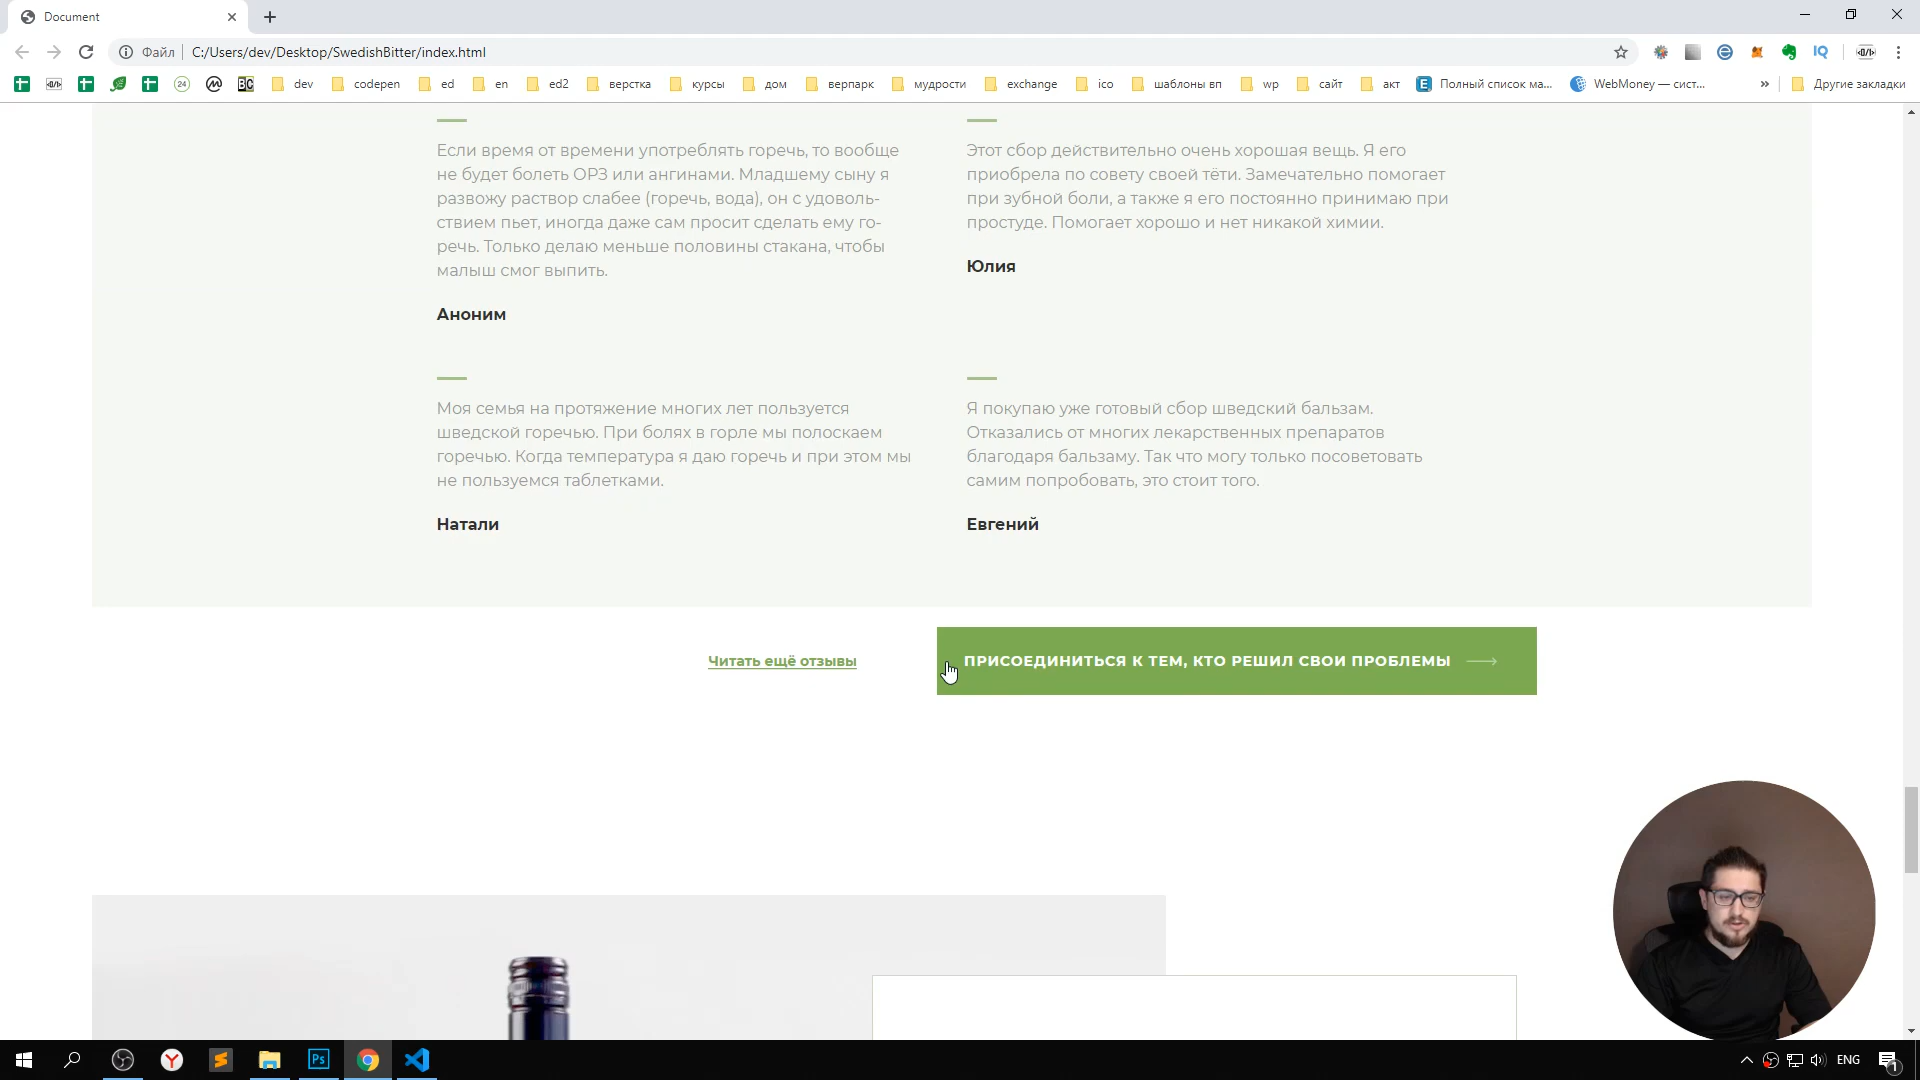 Document
Файл
C:/Users/dev/Desktop/SwedishBitter/index.html
24
BC
dev
codepen
ed
en
ed2
верстка
курсы
дом
верпарк
мудрости
exchange
ico
шаблоны вп
wp
сайт
акт
E
Полный список ма...
WebMoney — сист...
»
Другие закладки
IQ
Если время от времени употреблять горечь, то вообще
не будет болеть ОРЗ или ангинами. Младшему сыну я
развожу раствор слабее (горечь, вода), он с удоволь-
ствием пьет, иногда даже сам просит сделать ему го-
речь. Только делаю меньше половины стакана, чтобы
малыш смог выпить.
Аноним
Этот сбор действительно очень хорошая вещь. Я его
приобрела по совету своей тёти. Замечательно помогает
при зубной боли, а также я его постоянно принимаю при
простуде. Помогает хорошо и нет никакой химии.
Юлия
Моя семья на протяжение многих лет пользуется
шведской горечью. При болях в горле мы полоскаем
горечью. Когда температура я даю горечь и при этом мы
не пользуемся таблетками.
Натали
Я покупаю уже готовый сбор шведский бальзам.
Отказались от многих лекарственных препаратов
благодаря бальзаму. Так что могу только посоветовать
самим попробовать, это стоит того.
Евгений
Читать ещё отзывы
ПРИСОЕДИНИТЬСЯ К ТЕМ, КТО РЕШИЛ СВОИ ПРОБЛЕМЫ
Ps
ENG
1